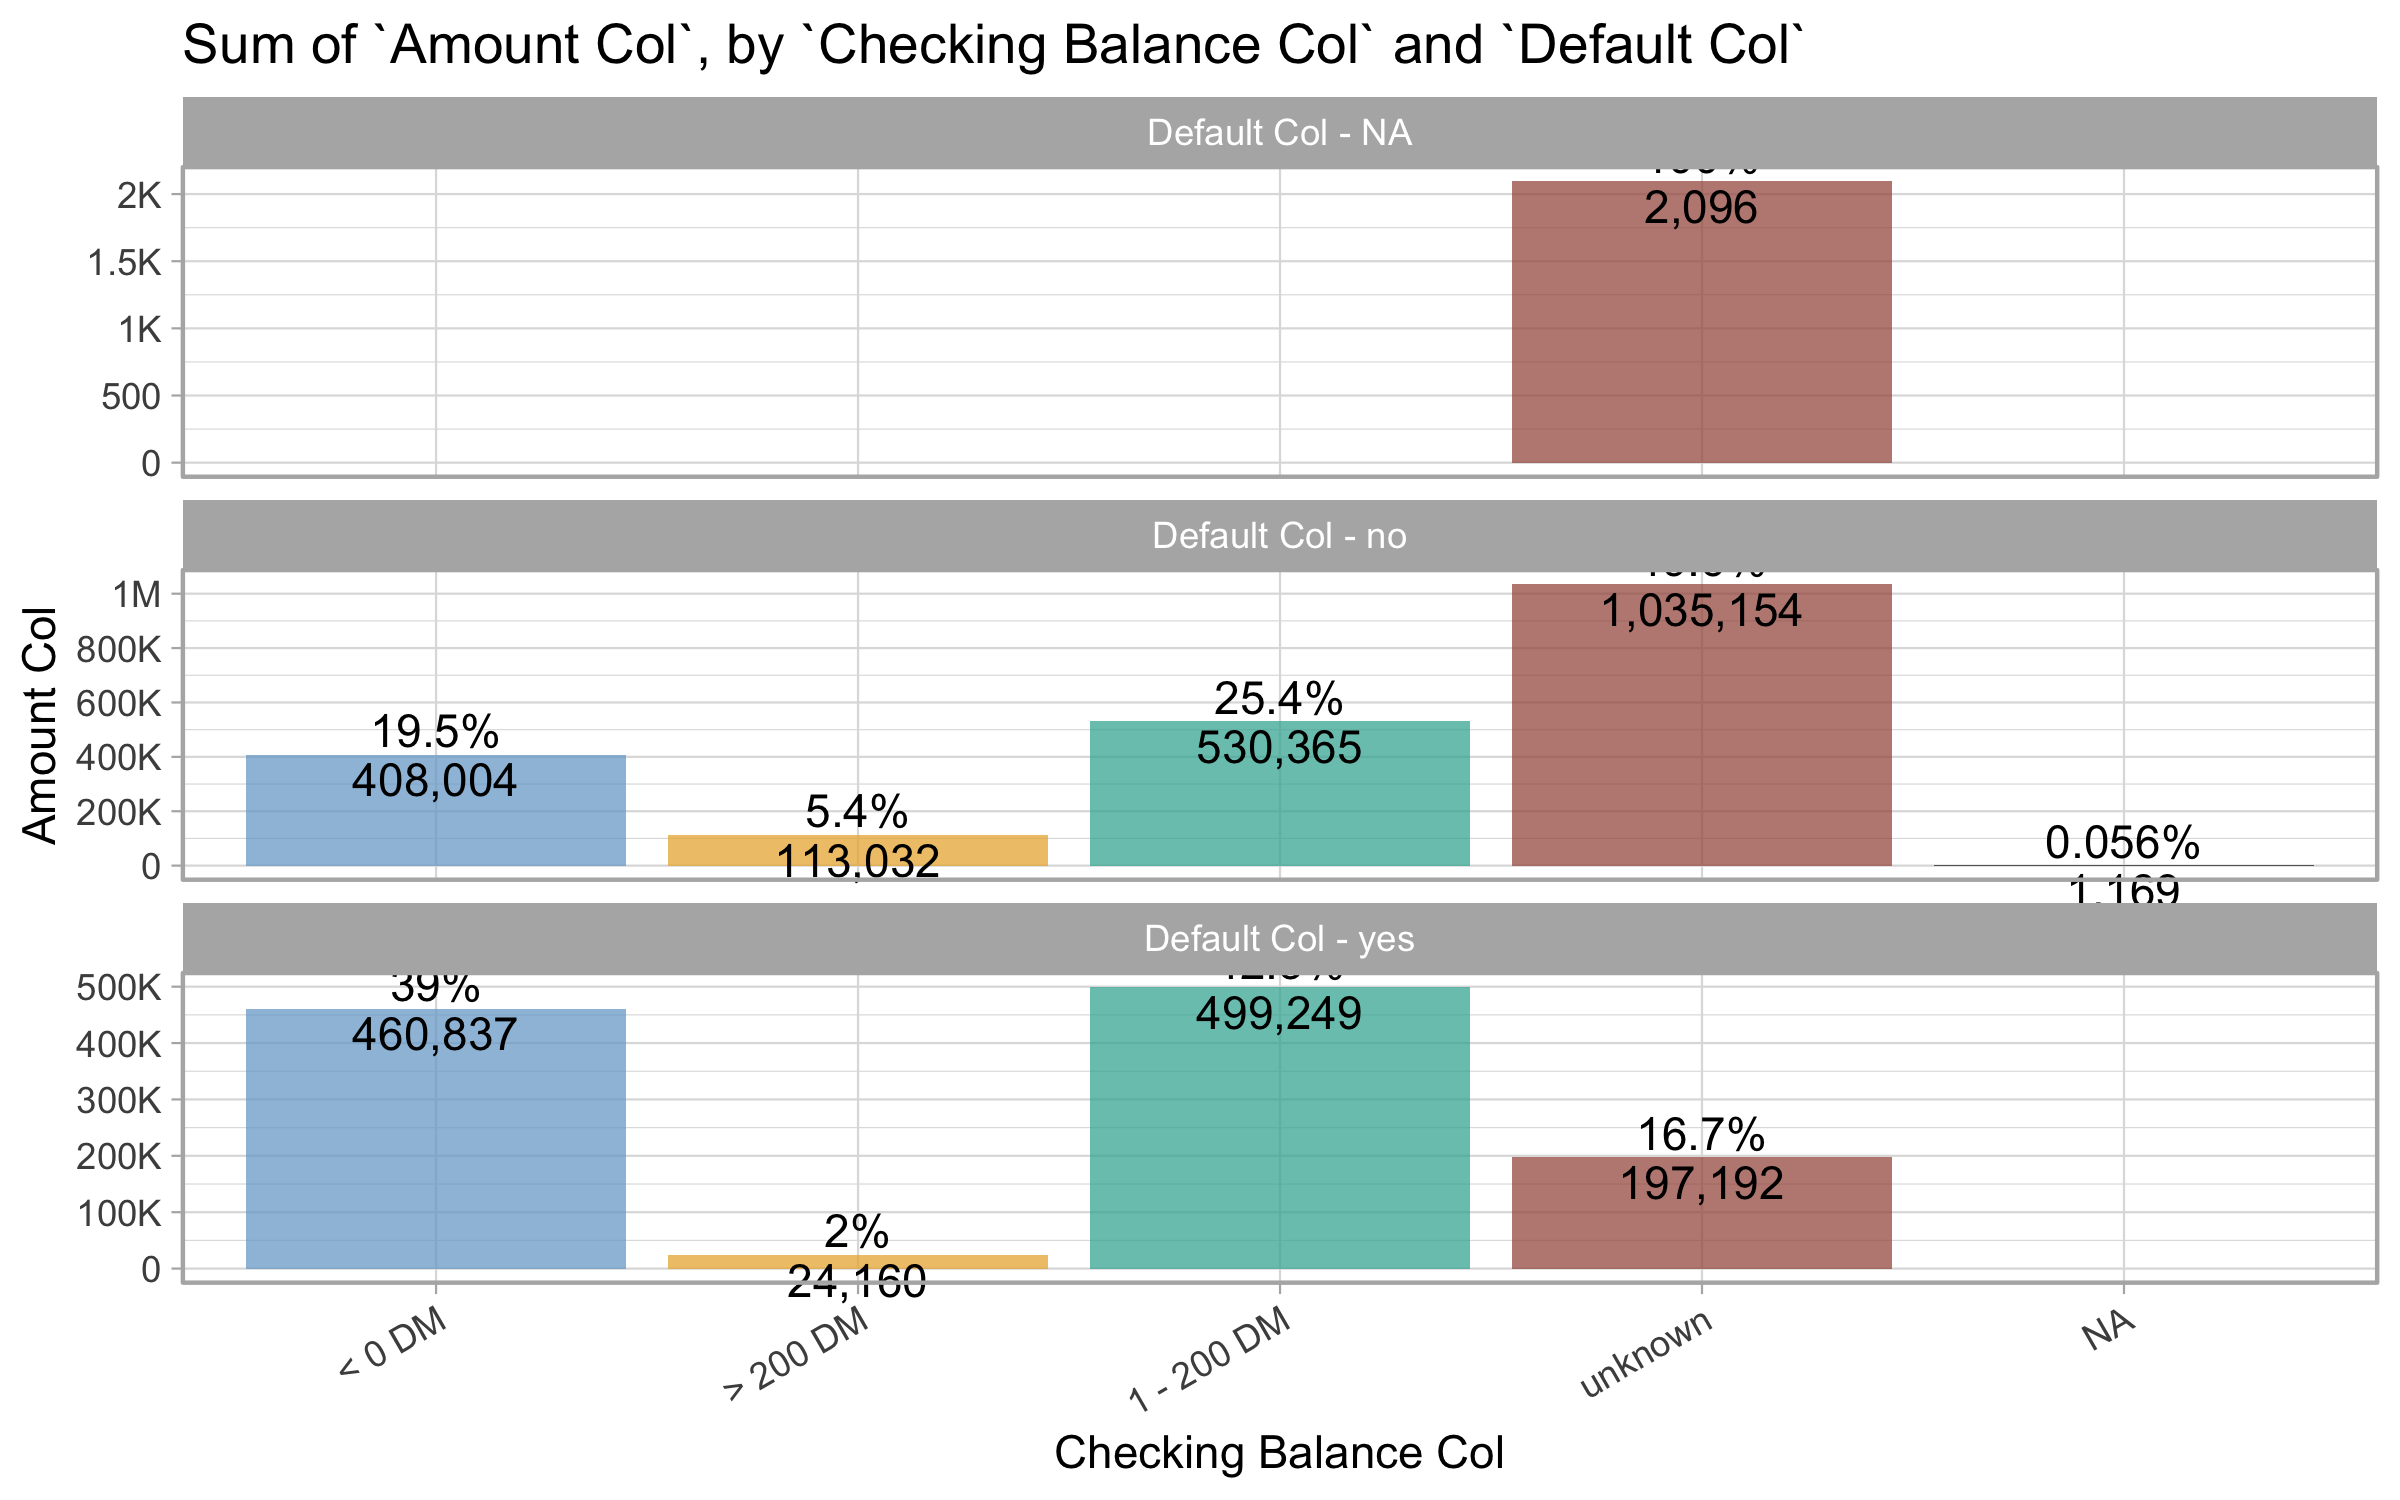 Sum of `Amount Col`, by `Checking Balance Col` and `Default Col`
Default Col - NA
2K
1.5K
1K
500
0
2,096
Default Col - no
Amount Col
1M
800K
600K
400K
200K
0
19.5%
408,004
5.4%
113,032
25.4%
530,365
1,035,154
0.056%
1,169
Default Col - yes
500K
400K
300K
200K
100K
0
39%
460,837
2%
24,160
499,249
16.7%
197,192
< 0 DM
> 200 DM
1 - 200 DM
unknown
NA
Checking Balance Col